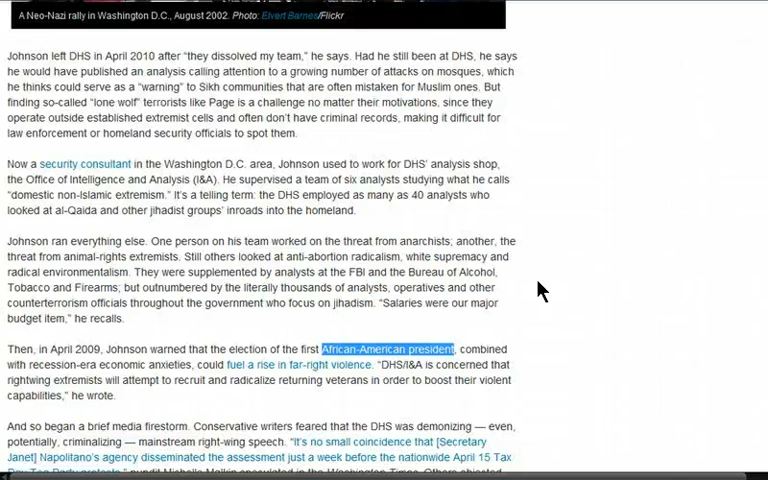 A Neo-Nazi rally in Washington D.C., August 2002. Photo: Elvert Barnes/Flickr
Johnson left DHS in April 2010 after “they dissolved my team,” he says. Had he still been at DHS, he says
he would have published an analysis calling attention to a growing number of attacks on mosques, which
he thinks could serve as a “warning” to Sikh communities that are often mistaken for Muslim ones. But
finding so-called “lone wolf” terrorists like Page is a challenge no matter their motivations, since they
operate outside established extremist cells and often don’t have criminal records, making it difficult for
law enforcement or homeland security officials to spot them.
Now a security consultant in the Washington D.C. area, Johnson used to work for DHS’ analysis shop,
the Office of Intelligence and Analysis (I&A). He supervised a team of six analysts studying what he calls
“domestic non-Islamic extremism.” It’s a telling term: the DHS employed as many as 40 analysts who
looked at al-Qaida and other jihadist groups’ inroads into the homeland.
Johnson ran everything else. One person on his team worked on the threat from anarchists; another, the
threat from animal-rights extremists. Still others looked at anti-abortion radicalism, white supremacy and
radical environmentalism. They were supplemented by analysts at the FBI and the Bureau of Alcohol,
Tobacco and Firearms; but outnumbered by the literally thousands of analysts, operatives and other
counterterrorism officials throughout the government who focus on jihadism. “Salaries were our major
budget item,” he recalls.
Then, in April 2009, Johnson warned that the election of the first African-American president, combined
with recession-era economic anxieties, could fuel a rise in far-right violence. “DHS/I&A is concerned that
rightwing extremists will attempt to recruit and radicalize returning veterans in order to boost their violent
capabilities,” he wrote.
And so began a brief media firestorm. Conservative writers feared that the DHS was demonizing — even,
potentially, criminalizing — mainstream right-wing speech. “It’s no small coincidence that [Secretary
Janet] Napolitano’s agency disseminated the assessment just a week before the nationwide April 15 Tax
Day Tea Party protests,” pundit Michelle Malkin speculated in the Washington Times. Others objected